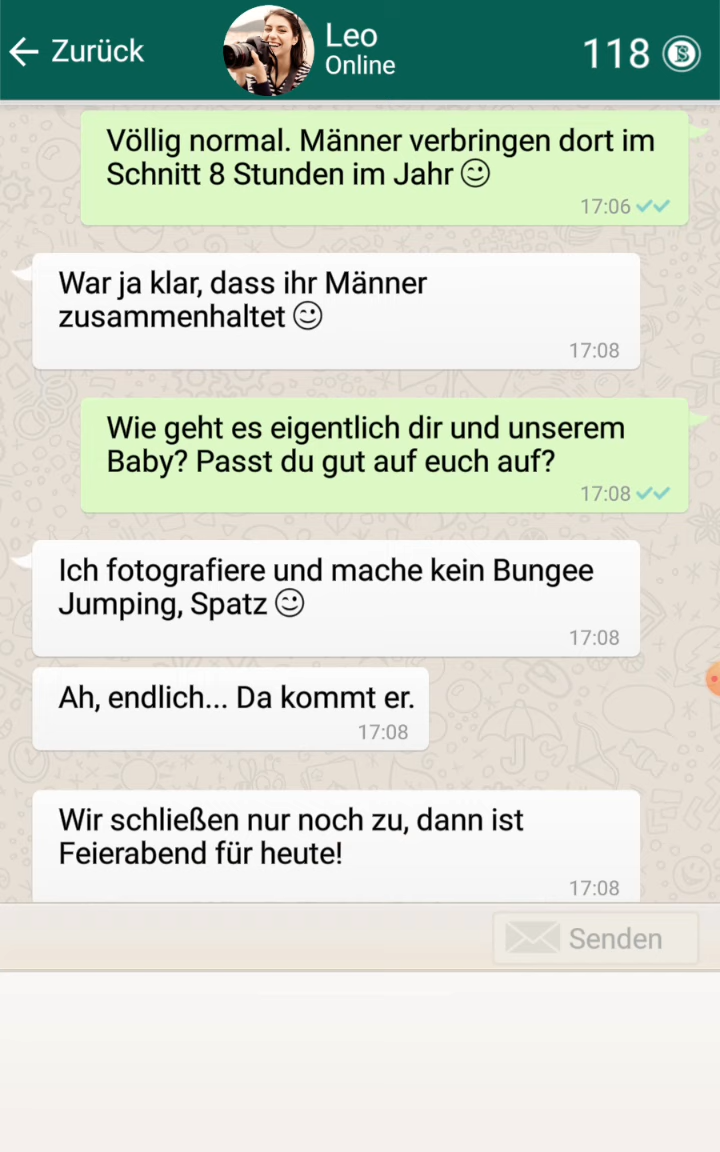 ← Zurück
Leo
Online
118 B
Völlig normal. Männer verbringen dort im
Schnitt 8 Stunden im Jahr 😉
17:06
War ja klar, dass ihr Männer
zusammenhaltet 😉
17:08
Wie geht es eigentlich dir und unserem
Baby? Passt du gut auf euch auf?
17:08
Ich fotografiere und mache kein Bungee
Jumping, Spatz 😉
17:08
Ah, endlich... Da kommt er.
17:08
Wir schließen nur noch zu, dann ist
Feierabend für heute!
17:08
Senden